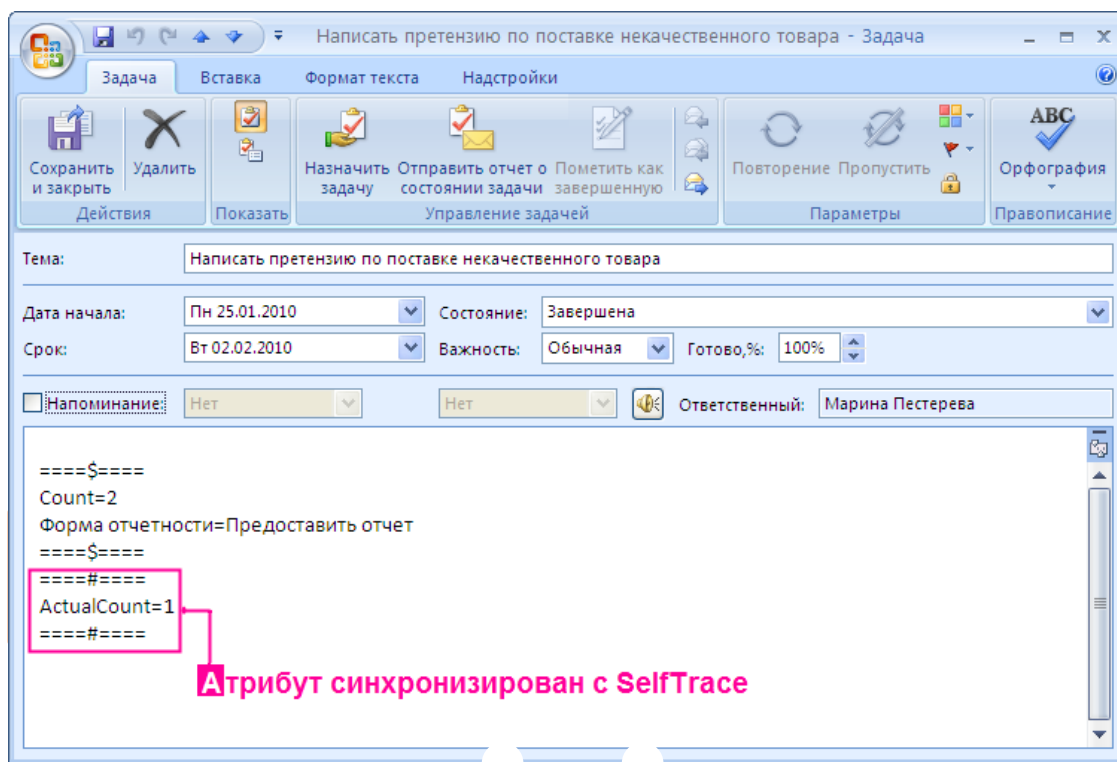 Написать претензию по поставке некачественного товара - Задача
Задача Вставка Формат текста Надстройки
Сохранить и закрыть
Удалить
Назначить задачу
Отправить отчет о состоянии задачи
Пометить как завершенную
Повторение
Пропустить
ABC
Орфография
Действия Показать Управление задачей Параметры Правописание
Тема: Написать претензию по поставке некачественного товара
Дата начала: Пн 25.01.2010 Состояние: Завершена
Срок: Вт 02.02.2010 Важность: Обычная Готово,%: 100%
Напоминание: Нет Нет Ответственный: Марина Пестерева
====$====
Count=2
Форма отчетности=Предоставить отчет
====$====
====#====
ActualCount=1
====#====
Атрибут синхронизирован с SelfTrace